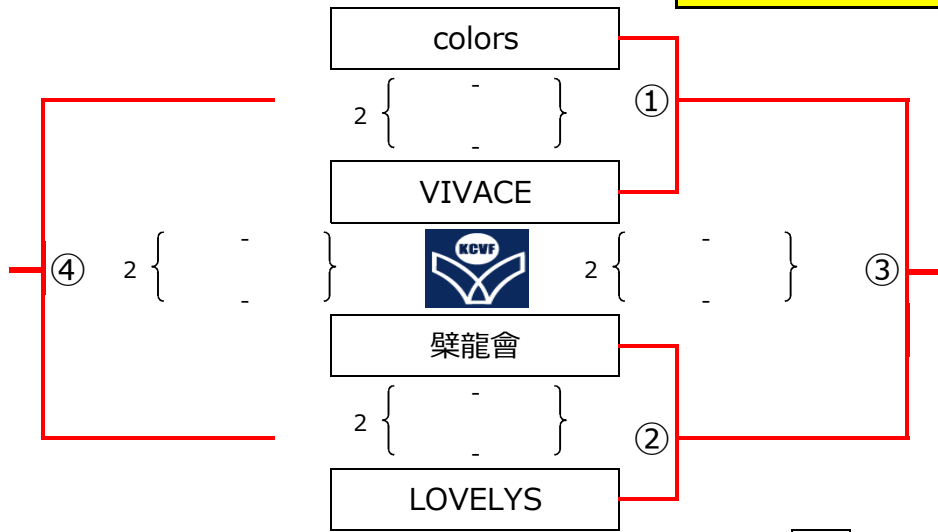 colors
-
2 { }
-
①
VIVACE
-
④ 2 { }
-
KCVF
-
2 { } ③
-
檗龍會
-
2 { }
-
②
LOVELYS